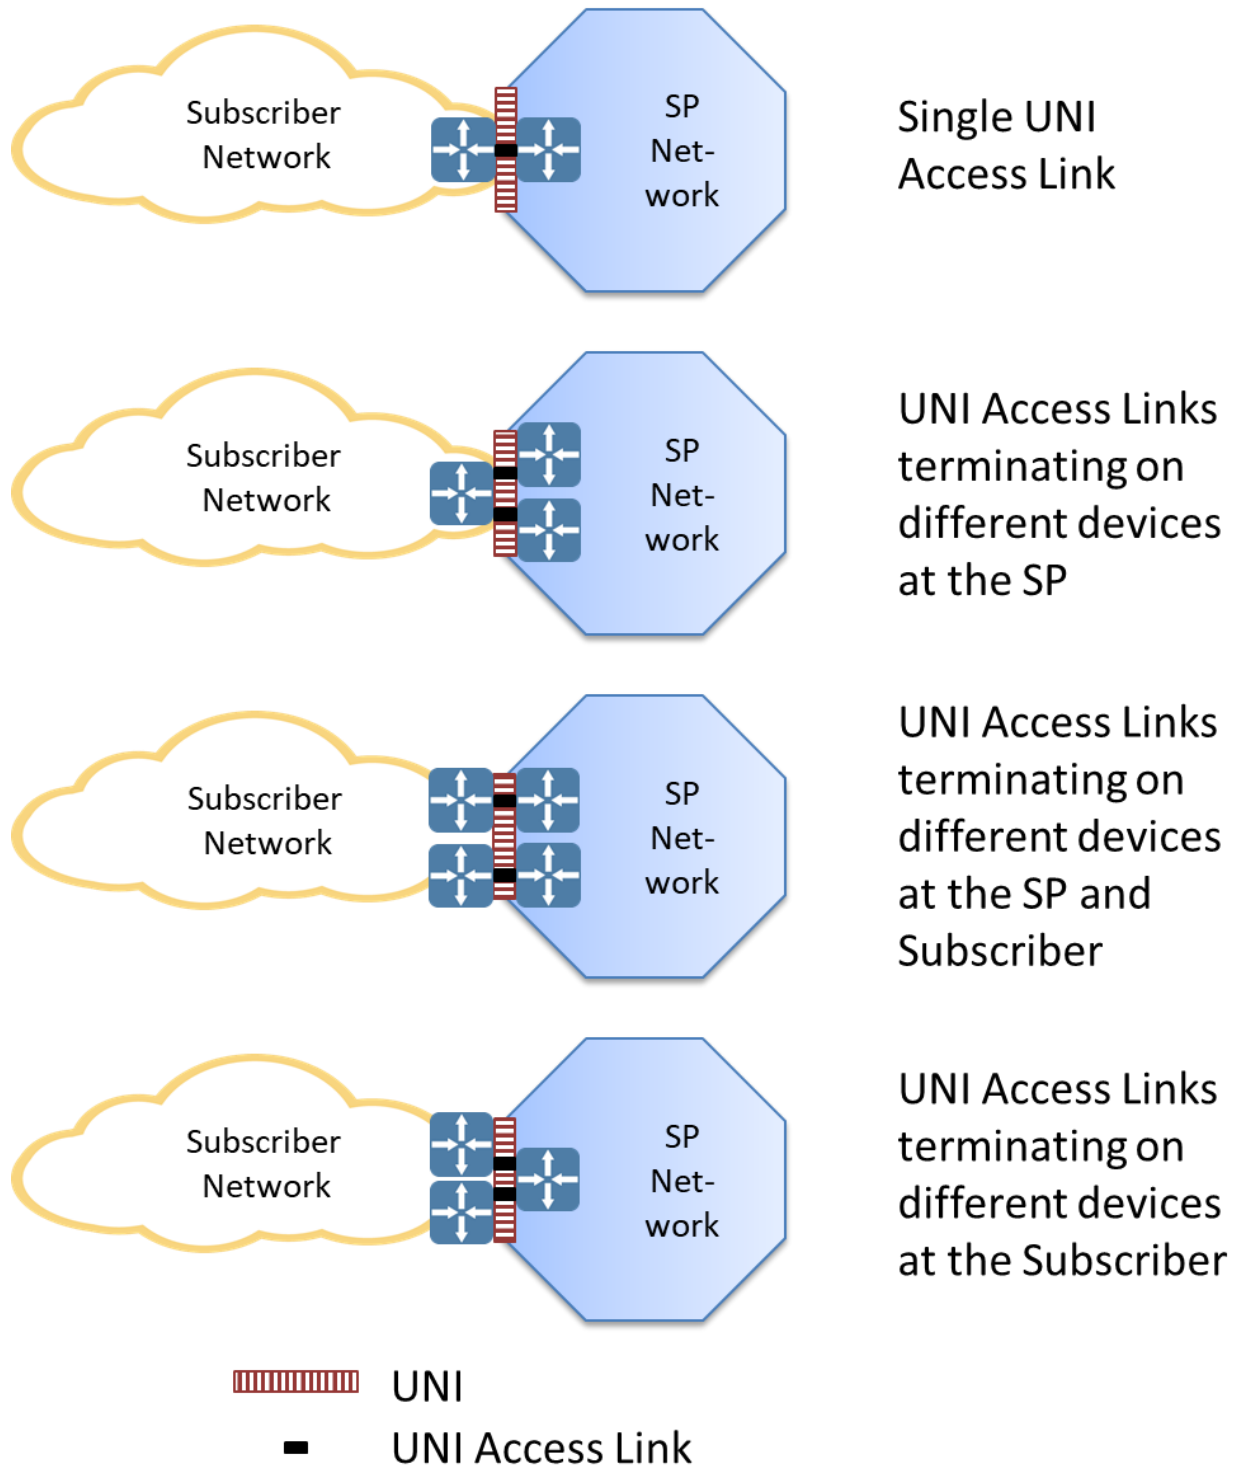 Subscriber
Network
SP
Net-
work
Single UNI
Access Link
Subscriber
Network
SP
Net-
work
UNI Access Links
terminating on
different devices
at the SP
Subscriber
Network
SP
Net-
work
UNI Access Links
terminating on
different devices
at the SP and
Subscriber
Subscriber
Network
SP
Net-
work
UNI Access Links
terminating on
different devices
at the Subscriber
UNI
UNI Access Link